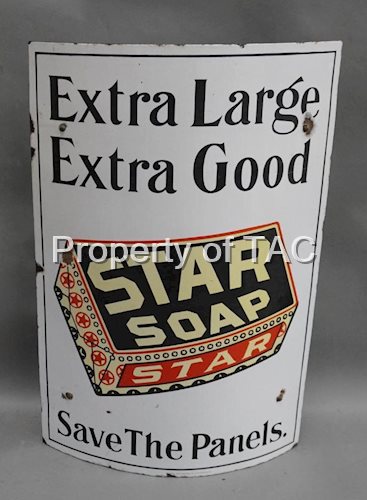 Extra Large
Extra Good
Property of TAC
STAR
SOAP
STAR
Save The Panels.